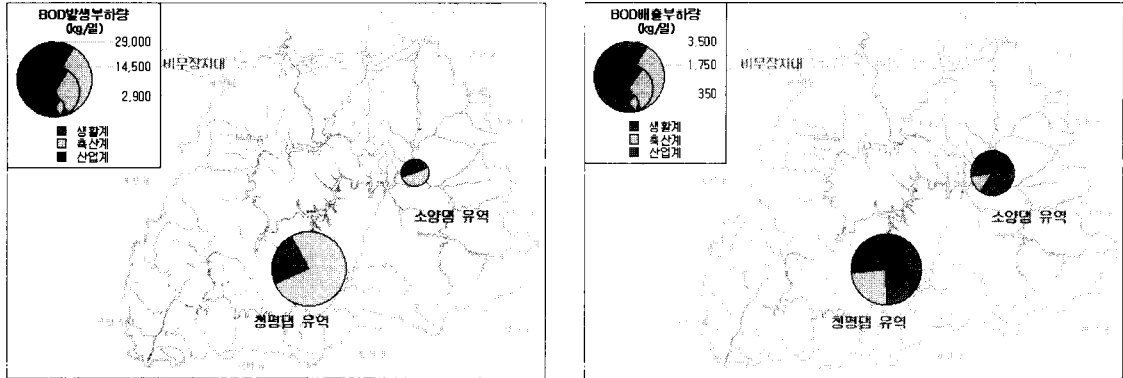 BOD발생부하량
(kg/일)
29,000
14,500
2,900
비무장지대
생활계
축산계
산업계
소양댐 유역
청평댐 유역
BOD배출부하량
(kg/일)
3,500
1,750
350
비무장지대
생활계
축산계
산업계
소양댐 유역
청평댐 유역